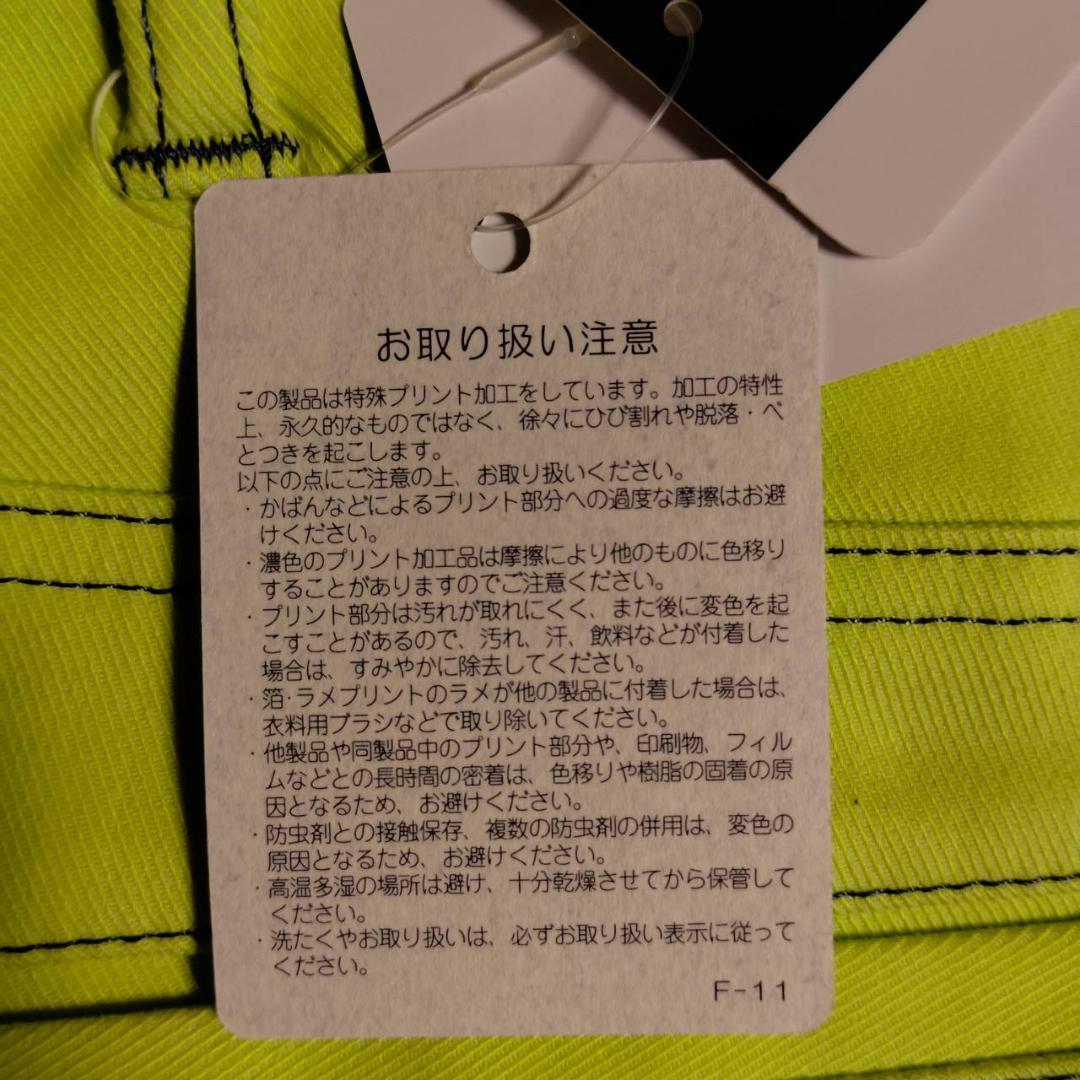 お取り扱い注意
この製品は特殊プリント加工をしています。加工の特性
上、永久的なものではなく、徐々にひび割れや脱落・ベ
とつきを起こします。
以下の点にご注意の上、お取り扱いください。
・かばんなどによるプリント部分への過度な摩擦はお避
けください。
・濃色のプリント加工品は摩擦により他のものに色移り
することがありますのでご注意ください。
・プリント部分は汚れが取れにくく、また後に変色を起
こすことがあるので、汚れ、汗、飲料などが付着した
場合は、すみやかに除去してください。
・箔・ラメプリントのラメが他の製品に付着した場合は、
衣料用ブラシなどで取り除いてください。
・他製品や同製品中のプリント部分や、印刷物、フィル
ムなどとの長時間の密着は、色移りや樹脂の固着の原
因となるため、お避けください。
・防虫剤との接触保存、複数の防虫剤の併用は、変色の
原因となるため、お避けください。
・高温多湿の場所は避け、十分乾燥させてから保管して
ください。
・洗たくやお取り扱いは、必ずお取り扱い表示に従って
ください。
F-11